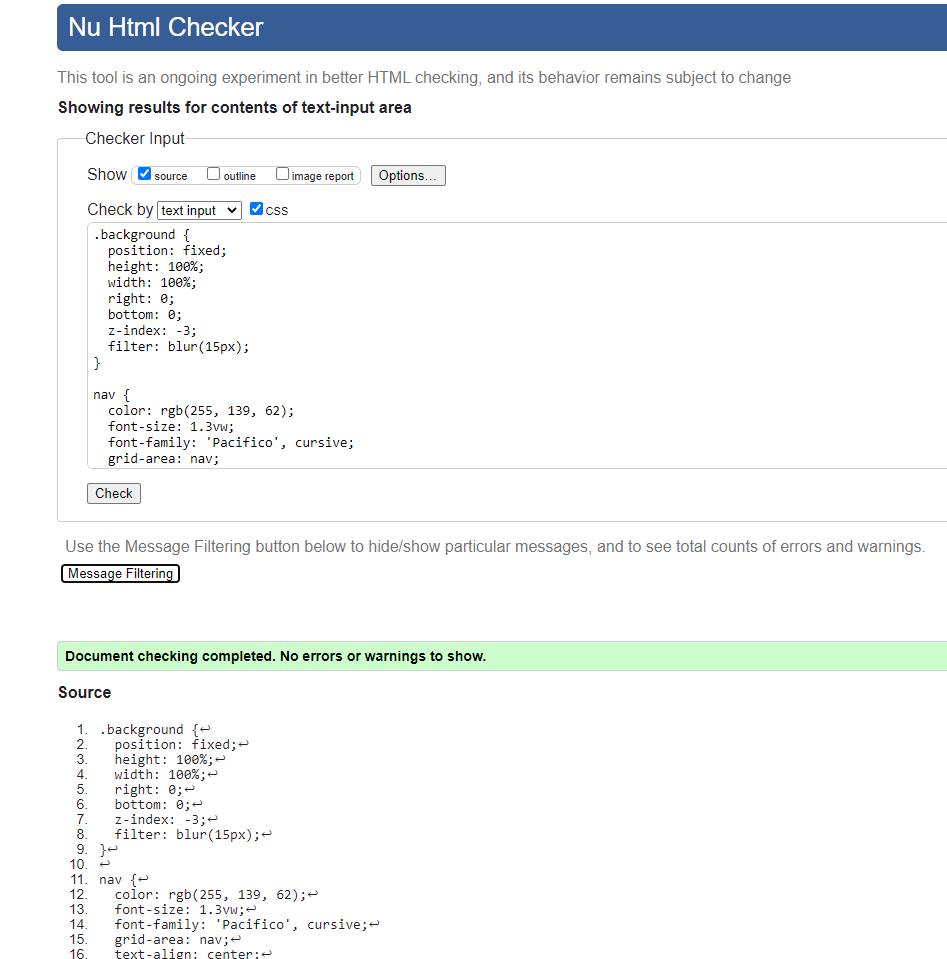 Nu Html Checker
This tool is an ongoing experiment in better HTML checking, and its behavior remains subject to change
Showing results for contents of text-input area
Checker Input
Show source outline image report Options...
Check by text input css
.background {
  position: fixed;
  height: 100%;
  width: 100%;
  right: 0;
  bottom: 0;
  z-index: -3;
  filter: blur(15px);
}
nav {
  color: rgb(255, 139, 62);
  font-size: 1.3vw;
  font-family: 'Pacifico', cursive;
  grid-area: nav;
Check
Use the Message Filtering button below to hide/show particular messages, and to see total counts of errors and warnings.
Message Filtering
Document checking completed. No errors or warnings to show.
Source
1. .background {↩
2.   position: fixed;↩
3.   height: 100%;↩
4.   width: 100%;↩
5.   right: 0;↩
6.   bottom: 0;↩
7.   z-index: -3;↩
8.   filter: blur(15px);↩
9. }↩
10. ↩
11. nav {↩
12.   color: rgb(255, 139, 62);↩
13.   font-size: 1.3vw;↩
14.   font-family: 'Pacifico', cursive;↩
15.   grid-area: nav;↩
16.   text-align: center;↩